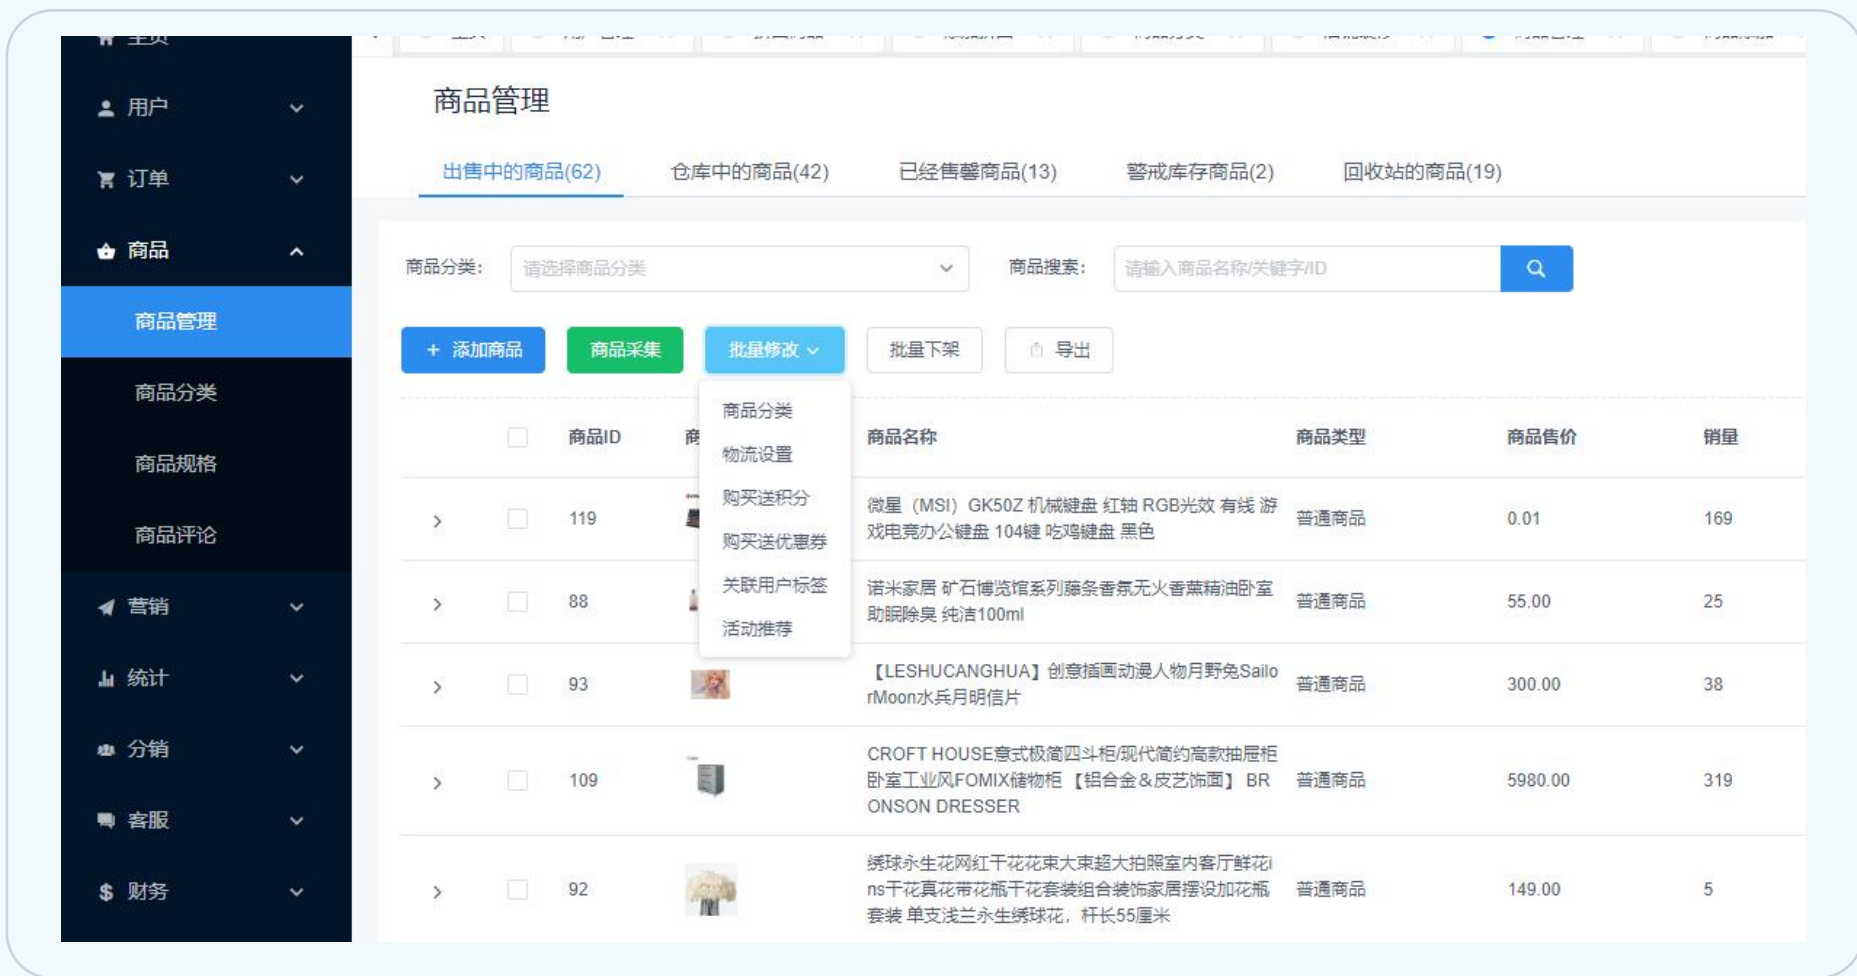 主页
用户
订单
商品
商品管理
商品分类
商品规格
商品评论
营销
统计
分销
客服
财务
商品管理
出售中的商品(62)
仓库中的商品(42)
已经售罄商品(13)
警戒库存商品(2)
回收站的商品(19)
商品分类:
请选择商品分类
商品搜索:
请输入商品名称/关键字/ID
+ 添加商品
商品采集
批量修改
批量下架
导出
商品分类
物流设置
购买送积分
购买送优惠券
关联用户标签
活动推荐
商品ID
商
商品名称
商品类型
商品售价
销量
119
微星（MSI）GK50Z 机械键盘 红轴 RGB光效 有线 游
戏电竞办公键盘 104键 吃鸡键盘 黑色
普通商品
0.01
169
88
诺米家居 矿石博览馆系列藤条香氛无火香薰精油卧室
助眠除臭 纯洁100ml
普通商品
55.00
25
93
【LESHUCANGHUA】创意插画动漫人物月野兔Sailo
rMoon水兵月明信片
普通商品
300.00
38
109
CROFT HOUSE意式极简四斗柜/现代简约高款抽屉柜
卧室工业风FOMIX储物柜 【铝合金＆皮艺饰面】 BR
ONSON DRESSER
普通商品
5980.00
319
92
绣球永生花网红干花花束大束超大拍照室内客厅鲜花i
ns干花真花带花瓶干花套装组合装饰家居摆设加花瓶
套装 单支浅兰永生绣球花，杆长55厘米
普通商品
149.00
5